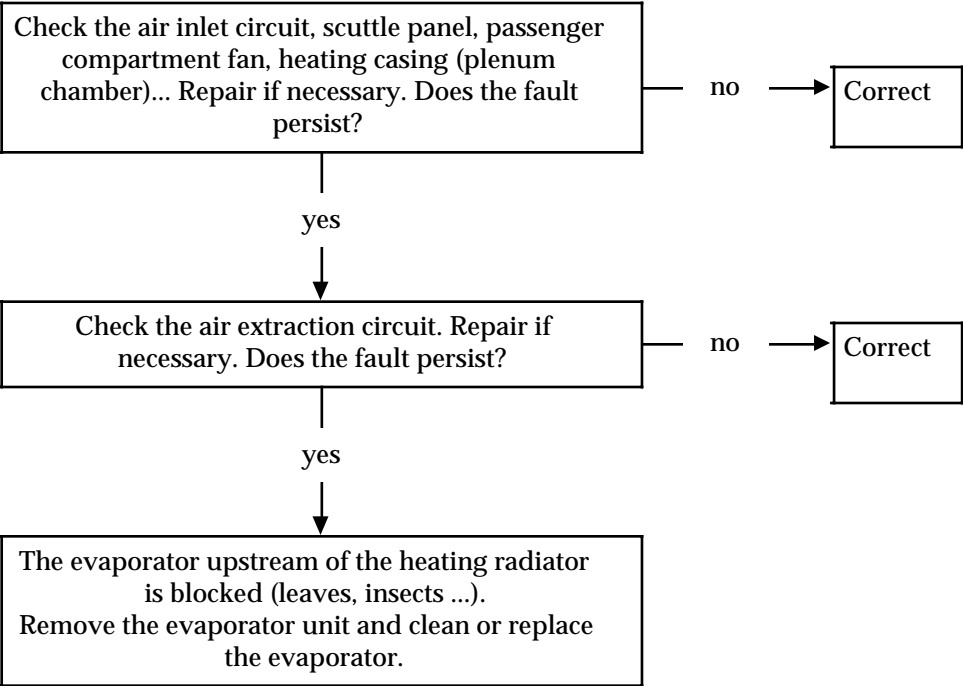 Check the air inlet circuit, scuttle panel, passenger
compartment fan, heating casing (plenum
chamber)... Repair if necessary. Does the fault
persist?
no
Correct
yes
Check the air extraction circuit. Repair if
necessary. Does the fault persist?
no
Correct
yes
The evaporator upstream of the heating radiator
is blocked (leaves, insects ...).
Remove the evaporator unit and clean or replace
the evaporator.